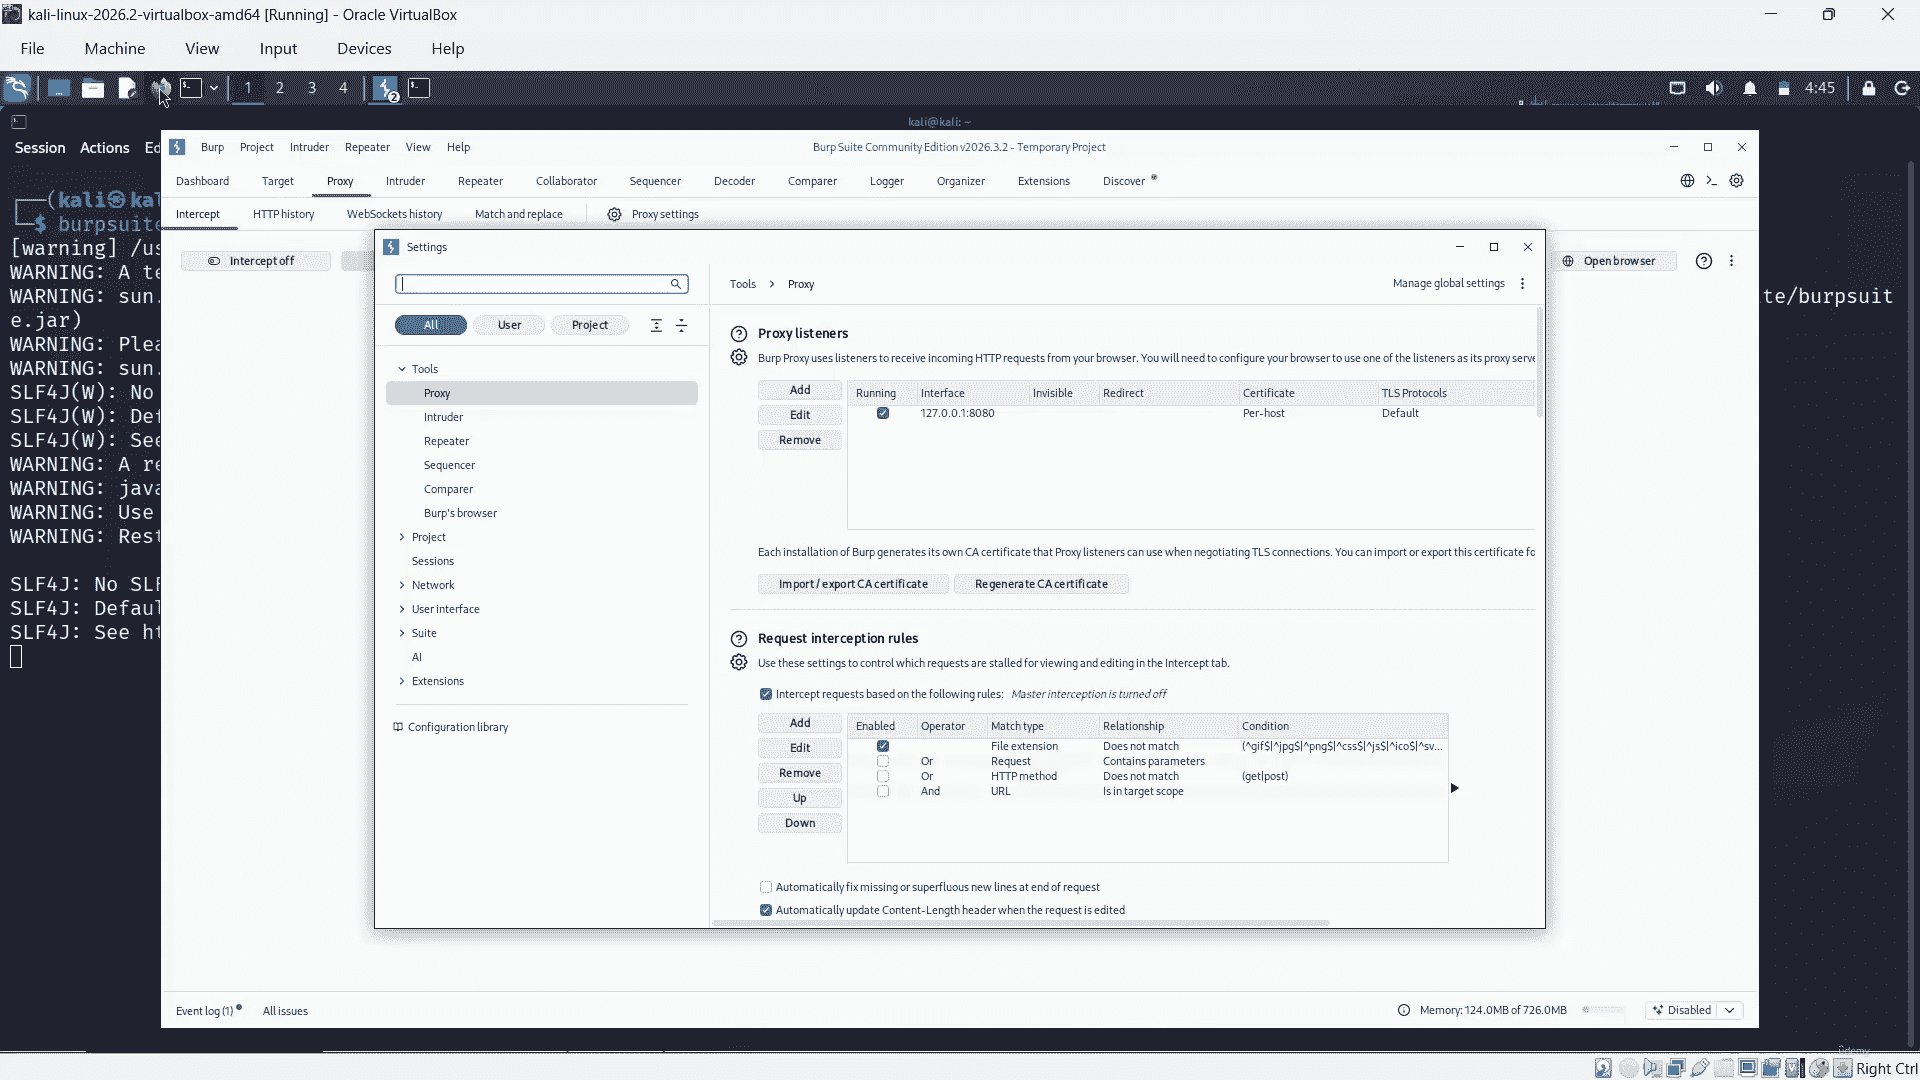 kali-linux-2026.2-virtualbox-amd64 [Running] - Oracle VirtualBox
File Machine View Input Devices Help
1 2 3 4 2 4:45
kali@kali: ~
Session Actions Ed
Burp Project Intruder Repeater View Help Burp Suite Community Edition v2026.3.2 - Temporary Project
Dashboard Target Proxy Intruder Repeater Collaborator Sequencer Decoder Comparer Logger Organizer Extensions Discover
Intercept HTTP history WebSockets history Match and replace Proxy settings
Intercept off Open browser
(kali㉿kal
$ burpsuite
[warning] /us
WARNING: A te
WARNING: sun. te/burpsuit
e.jar)
WARNING: Plea
WARNING: sun.
SLF4J(W): No
SLF4J(W): Def
SLF4J(W): See
WARNING: A re
WARNING: java
WARNING: Use
WARNING: Rest
SLF4J: No SLF
SLF4J: Defaul
SLF4J: See ht
Settings
All User Project
Tools
Proxy
Intruder
Repeater
Sequencer
Comparer
Burp's browser
Project
Sessions
Network
User interface
Suite
AI
Extensions
Configuration library
Tools > Proxy Manage global settings
Proxy listeners
Burp Proxy uses listeners to receive incoming HTTP requests from your browser. You will need to configure your browser to use one of the listeners as its proxy serve
Add
Edit
Remove
Running Interface Invisible Redirect Certificate TLS Protocols
127.0.0.1:8080 Per-host Default
Each installation of Burp generates its own CA certificate that Proxy listeners can use when negotiating TLS connections. You can import or export this certificate fo
Import / export CA certificate Regenerate CA certificate
Request interception rules
Use these settings to control which requests are stalled for viewing and editing in the Intercept tab.
Intercept requests based on the following rules: Master interception is turned off
Add
Edit
Remove
Up
Down
Enabled Operator Match type Relationship Condition
File extension Does not match (^gif$|^jpg$|^png$|^css$|^js$|^ico$|^sv...
Or Request Contains parameters
Or HTTP method Does not match (get|post)
And URL Is in target scope
Automatically fix missing or superfluous new lines at end of request
Automatically update Content-Length header when the request is edited
Event log (1) All issues Memory: 124.0MB of 726.0MB Disabled
udemy
Right Ctrl